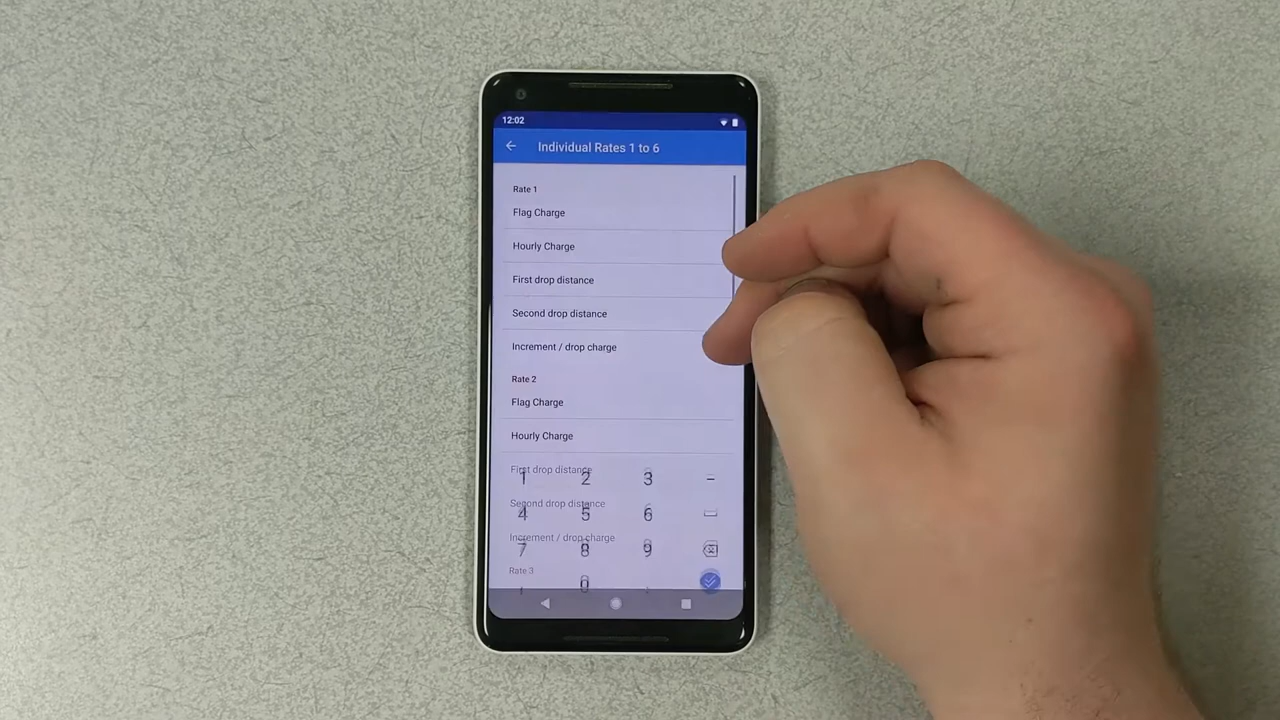 12:02
Individual Rates 1 to 6
Rate 1
Flag Charge
Hourly Charge
First drop distance
Second drop distance
Increment / drop charge
Rate 2
Flag Charge
Hourly Charge
First drop distance
1 2 3 -
Second drop distance
4 5 6
Increment / drop charge
7 8 9
Rate 3
0